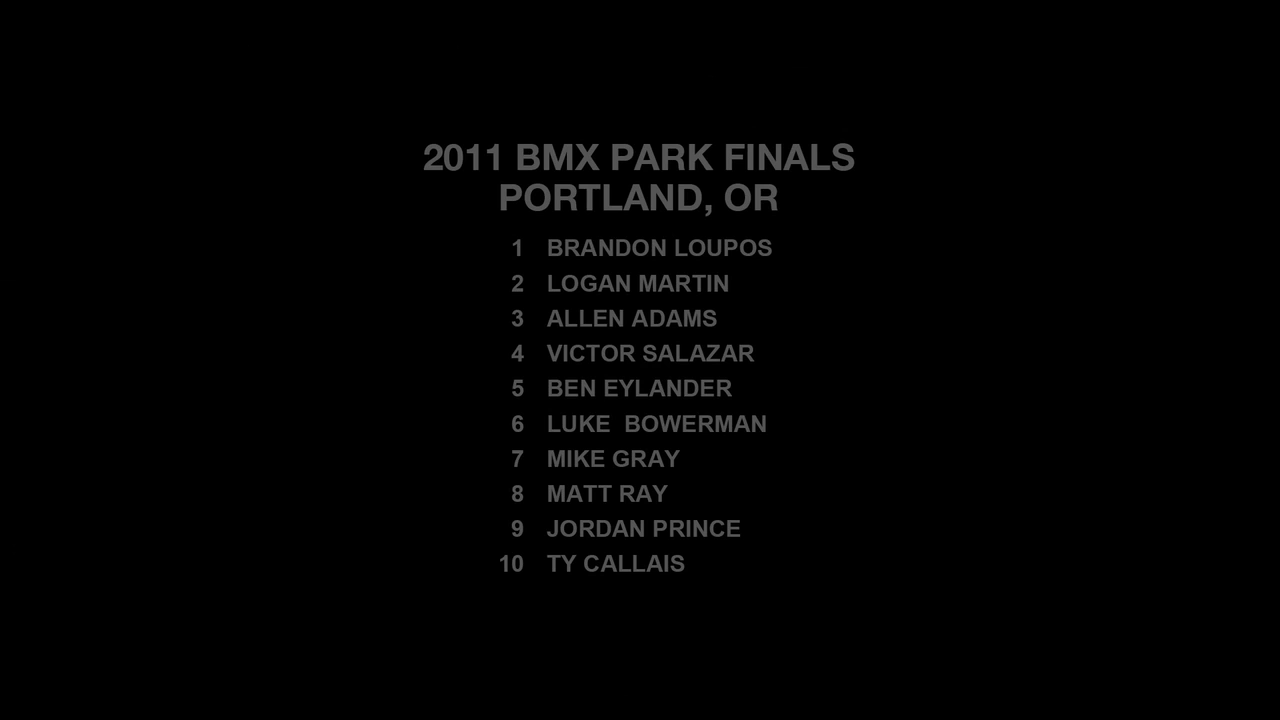 2011 BMX PARK FINALS
PORTLAND, OR
1 BRANDON LOUPOS
2 LOGAN MARTIN
3 ALLEN ADAMS
4 VICTOR SALAZAR
5 BEN EYLANDER
6 LUKE  BOWERMAN
7 MIKE GRAY
8 MATT RAY
9 JORDAN PRINCE
10 TY CALLAIS